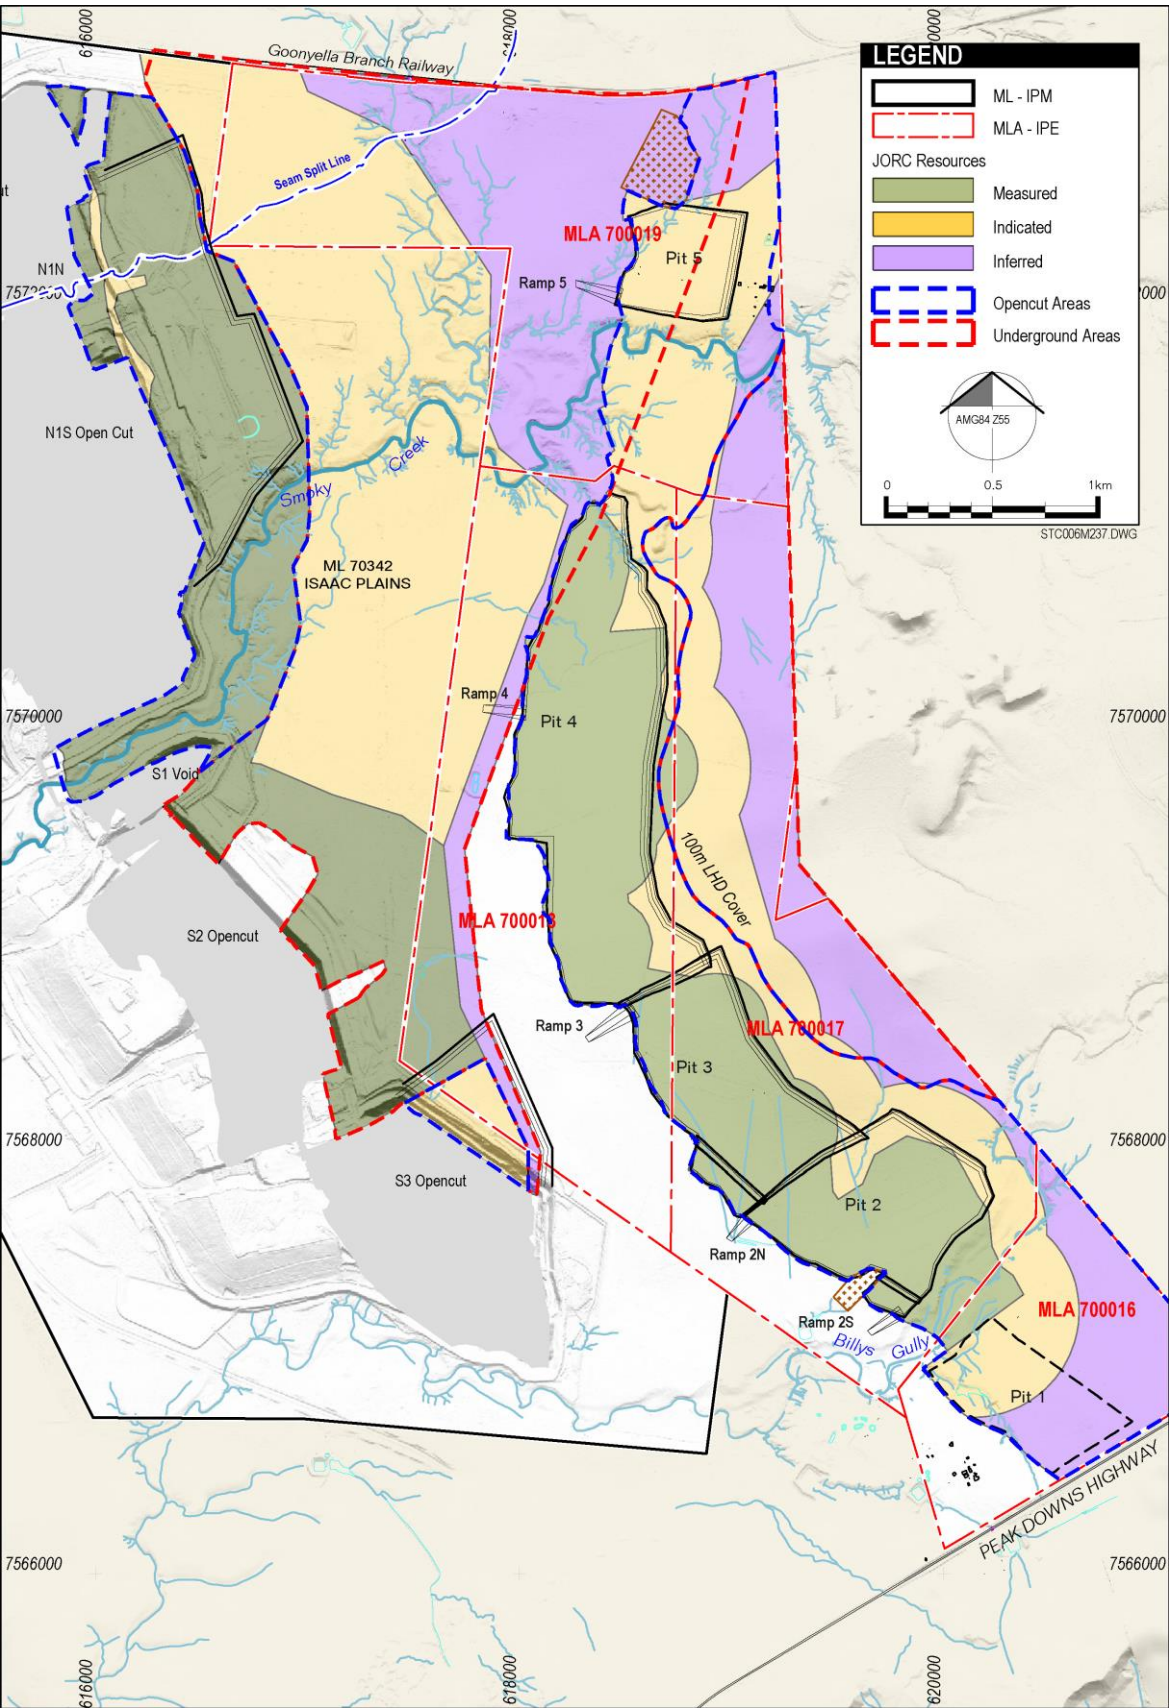 616000
618000
620000
Goonyella Branch Railway
LEGEND
ML - IPM
MLA - IPE
JORC Resources
Measured
Indicated
Inferred
Opencut Areas
Underground Areas
AMG84 Z55
0
0.5
1km
STC006M237.DWG
Seam Split Line
MLA 700019
Pit 5
Ramp 5
N1N
7572000
N1S Open Cut
Smoky
Creek
ML 70342
ISAAC PLAINS
Ramp 4
Pit 4
7570000
7570000
S1 Void
100m LHD Cover
S2 Opencut
MLA 700013
Ramp 3
MLA 700017
Pit 3
7568000
7568000
S3 Opencut
Pit 2
Ramp 2N
Ramp 2S
MLA 700016
Billys
Gully
Pit 1
PEAK DOWNS HIGHWAY
7566000
7566000
616000
618000
620000